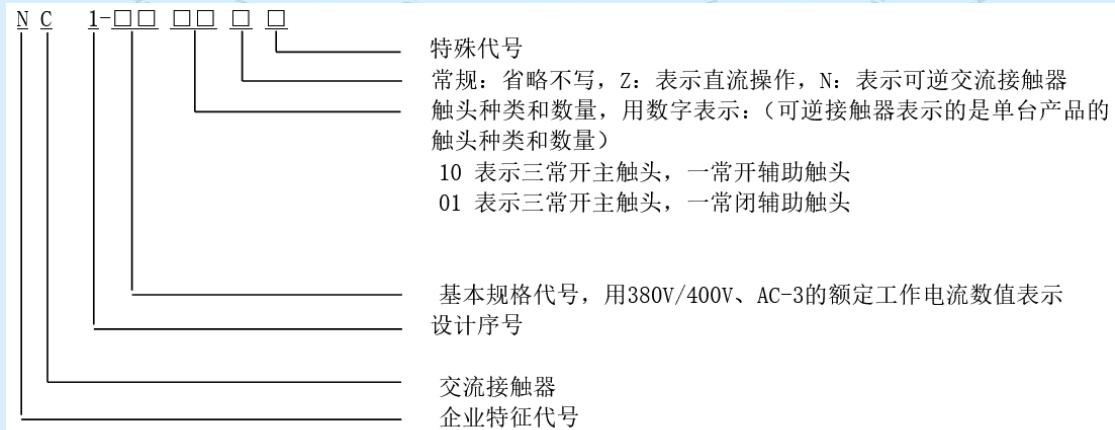 N C 1-□□ □□ □ □
特殊代号
常规：省略不写，Z：表示直流操作，N：表示可逆交流接触器
触头种类和数量，用数字表示：（可逆接触器表示的是单台产品的
触头种类和数量）
10 表示三常开主触头，一常开辅助触头
01 表示三常开主触头，一常闭辅助触头
基本规格代号，用380V/400V、AC-3的额定工作电流数值表示
设计序号
交流接触器
企业特征代号